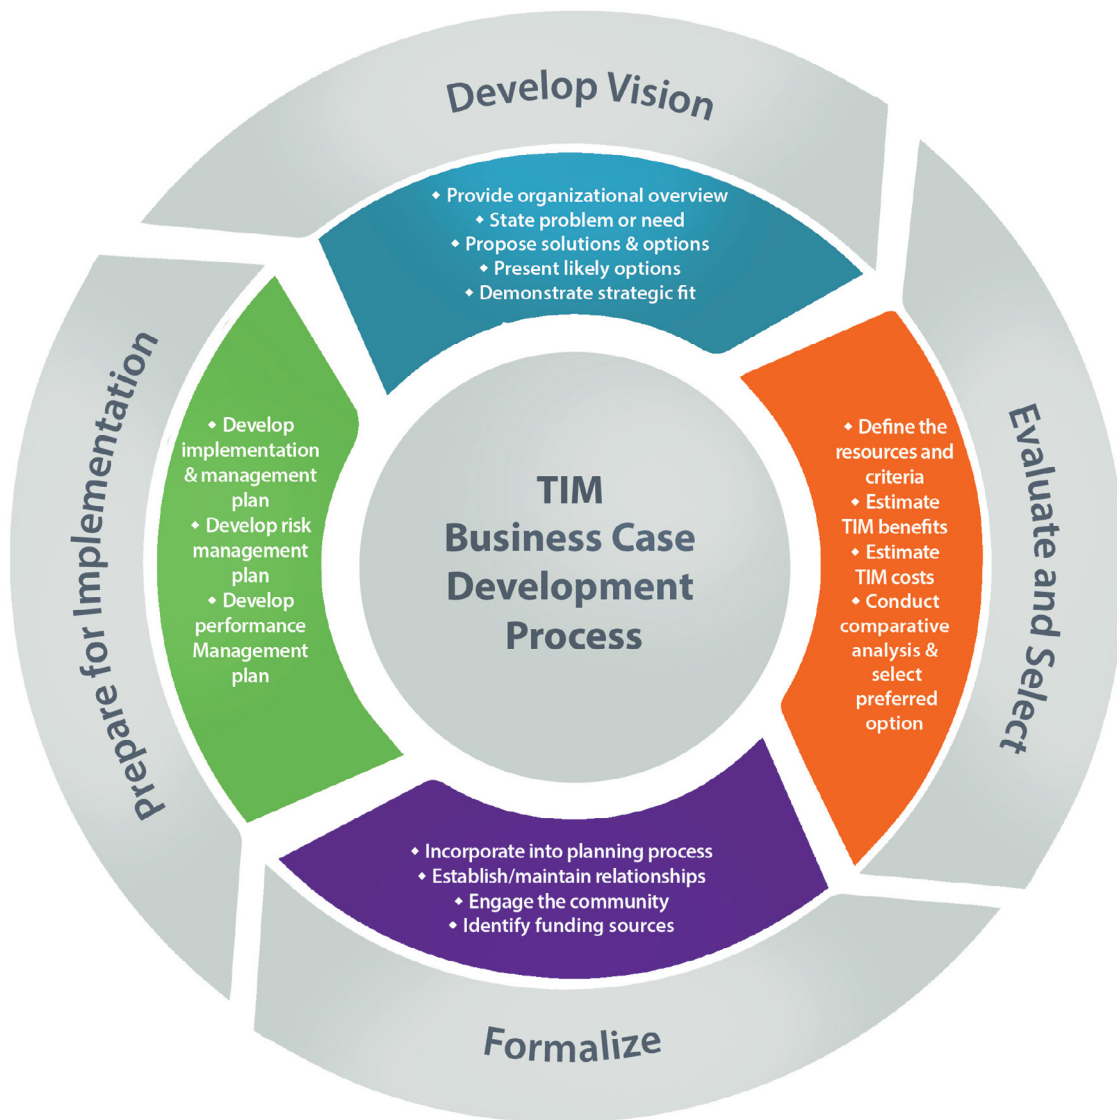 Develop Vision
◆ Provide organizational overview
◆ State problem or need
◆ Propose solutions & options
◆ Present likely options
◆ Demonstrate strategic fit
Evaluate and Select
◆ Define the
resources and
criteria
◆ Estimate
TIM benefits
◆ Estimate
TIM costs
◆ Conduct
comparative
analysis &
select
preferred
option
Formalize
◆ Incorporate into planning process
◆ Establish/maintain relationships
◆ Engage the community
◆ Identify funding sources
Prepare for Implementation
◆ Develop
implementation
& management
plan
◆ Develop risk
management
plan
◆ Develop
performance
Management
plan
TIM
Business Case
Development
Process